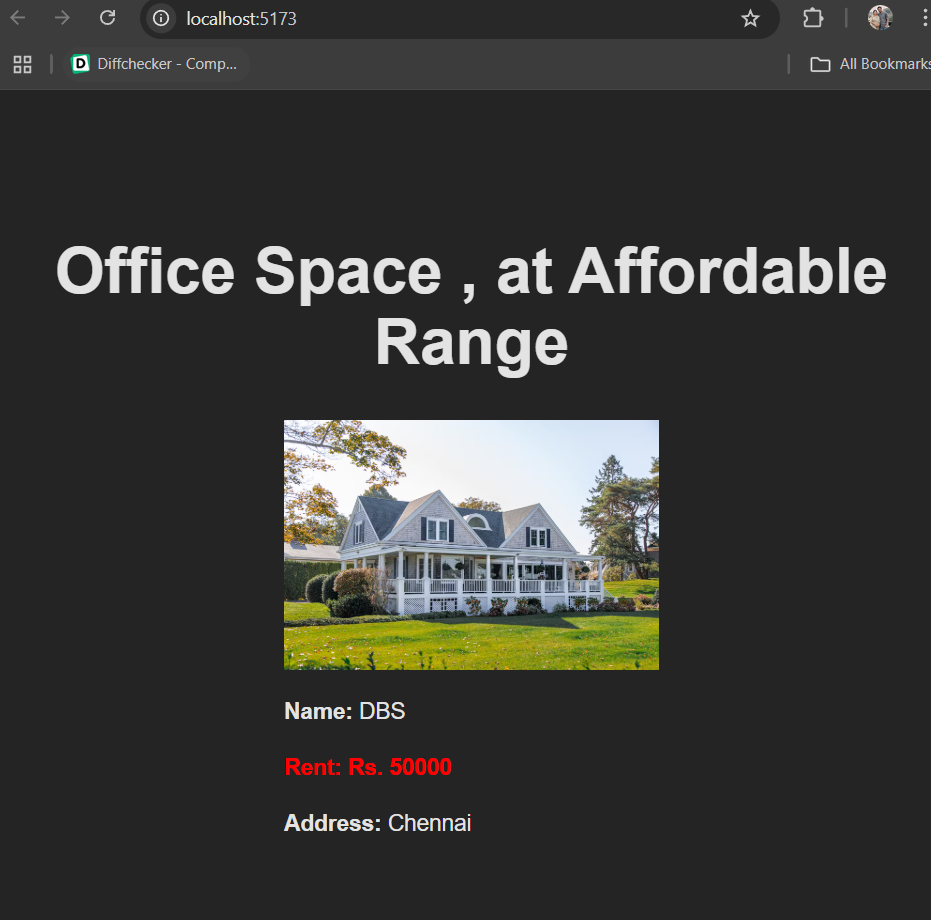 localhost:5173
Diffchecker - Comp...
All Bookmarks
Office Space , at Affordable
Range
Name: DBS
Rent: Rs. 50000
Address: Chennai